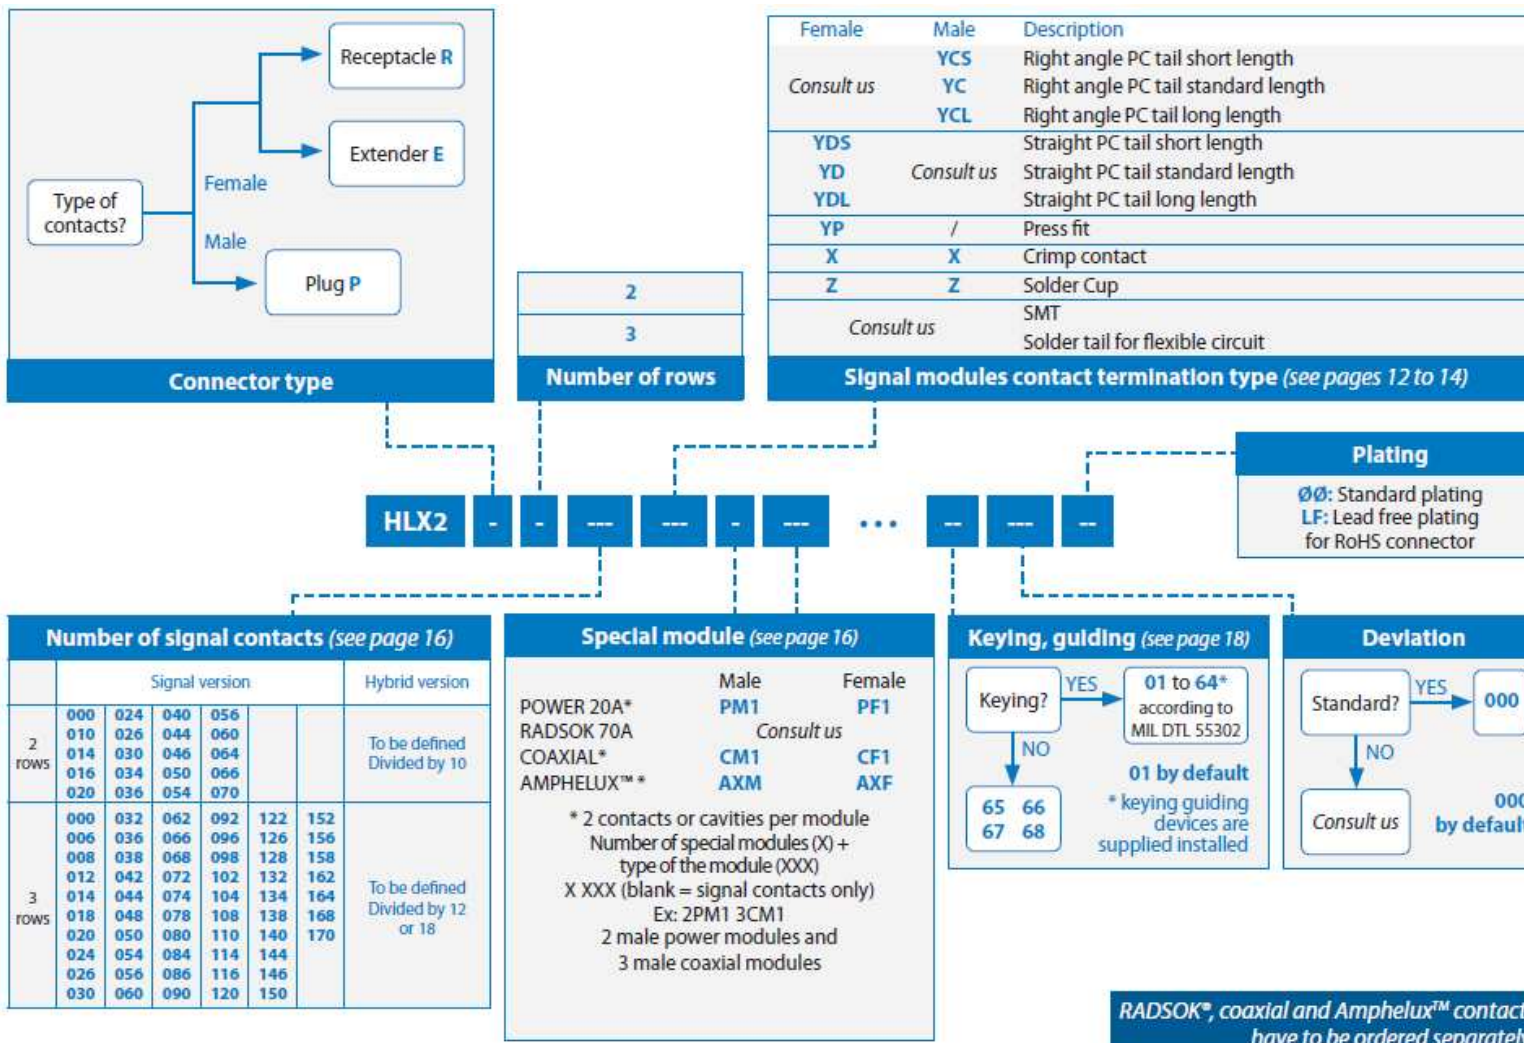 Receptacle R
Extender E
Female
Type of
contacts?
Male
Plug P
Connector type
2
3
Number of rows
Female Male Description
YCS Right angle PC tail short length
Consult us YC Right angle PC tail standard length
YCL Right angle PC tail long length
YDS Straight PC tail short length
YD Consult us Straight PC tail standard length
YDL Straight PC tail long length
YP / Press fit
X X Crimp contact
Z Z Solder Cup
Consult us SMT
Solder tail for flexible circuit
Signal modules contact termination type (see pages 12 to 14)
Plating
ØØ: Standard plating
LF: Lead free plating
for RoHS connector
HLX2 - - --- --- - --- ... -- --- --
Number of signal contacts (see page 16)
Signal version Hybrid version
2
rows
000 024 040 056
010 026 044 060
014 030 046 064
016 034 050 066
020 036 054 070
To be defined
Divided by 10
3
rows
000 032 062 092 122 152
006 036 066 096 126 156
008 038 068 098 128 158
012 042 072 102 132 162
014 044 074 104 134 164
018 048 078 108 138 168
020 050 080 110 140 170
024 054 084 114 144
026 056 086 116 146
030 060 090 120 150
To be defined
Divided by 12
or 18
Special module (see page 16)
Male Female
POWER 20A* PM1 PF1
RADSOK 70A Consult us
COAXIAL* CM1 CF1
AMPHELUX™ * AXM AXF
* 2 contacts or cavities per module
Number of special modules (X) +
type of the module (XXX)
X XXX (blank = signal contacts only)
Ex: 2PM1 3CM1
2 male power modules and
3 male coaxial modules
Keying, guiding (see page 18)
Keying?
YES
01 to 64*
according to
MIL DTL 55302
NO
65 66
67 68
01 by default
* keying guiding
devices are
supplied installed
Deviation
Standard?
YES
000
NO
Consult us
000
by default
RADSOK®, coaxial and Amphelux™ contact
have to be ordered separately